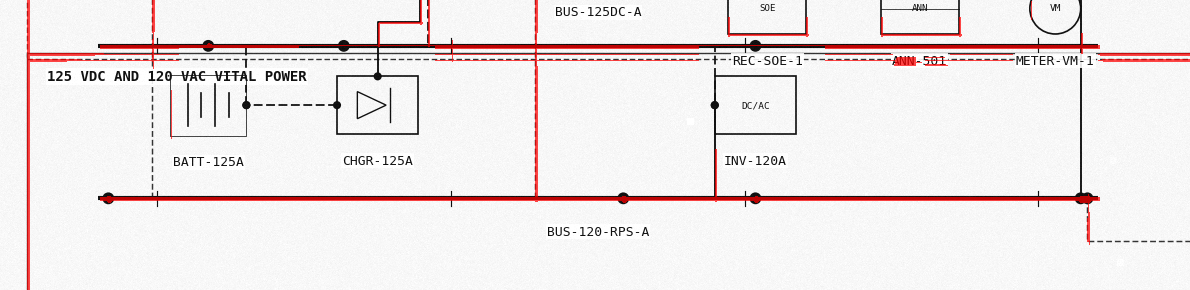 BUS-125DC-A
SOE
ANN
VM
REC-SOE-1
ANN-501
METER-VM-1
125 VDC AND 120 VAC VITAL POWER
DC/AC
BATT-125A
CHGR-125A
INV-120A
BUS-120-RPS-A